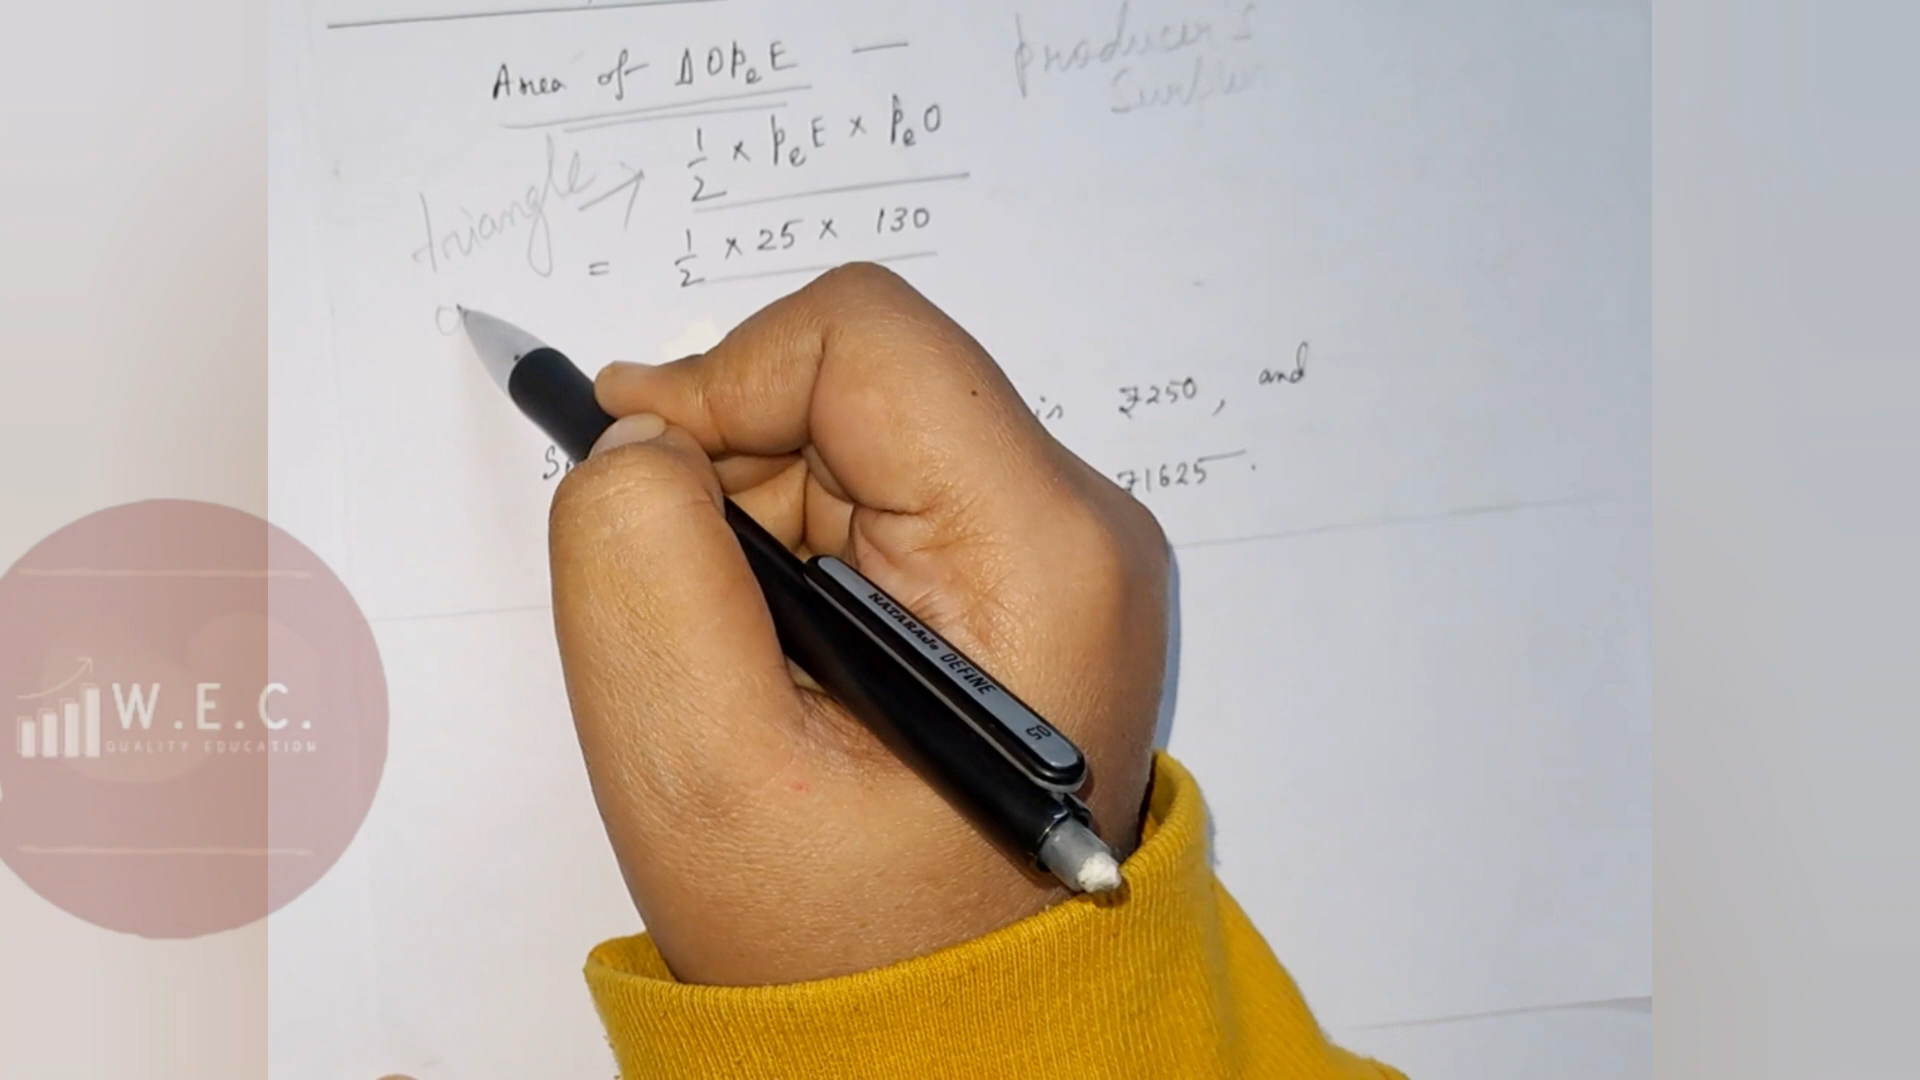 Area of ΔOPeE — producer's
surplus
1/2 × PeE × PeO
triangle →
= 1/2 × 25 × 130
is ₹250, and
₹1625.
W.E.C.
QUALITY EDUCATION
NATARAJ. DEFINE 05